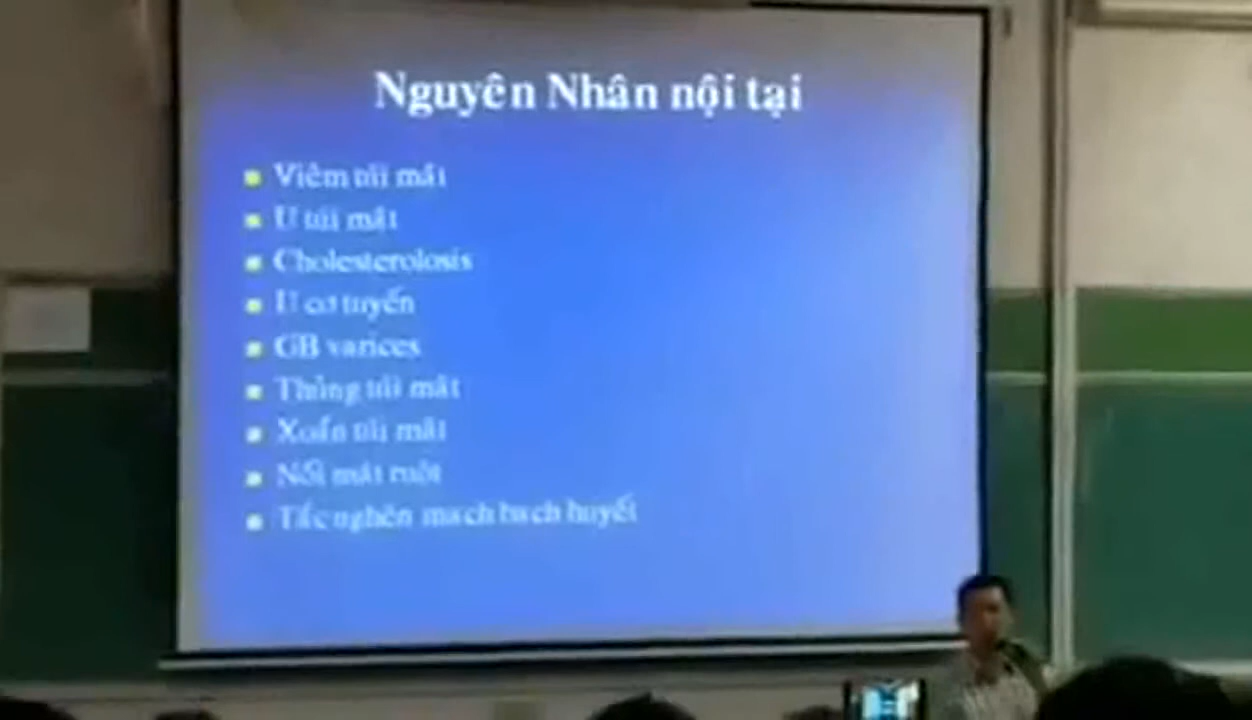 Nguyên Nhân nội tại
Viêm túi mật
U túi mật
Cholesterolosis
U cơ tuyến
GB varices
Thủng túi mật
Xoắn túi mật
Nối mật ruột
Tắc nghẽn mạch bạch huyết